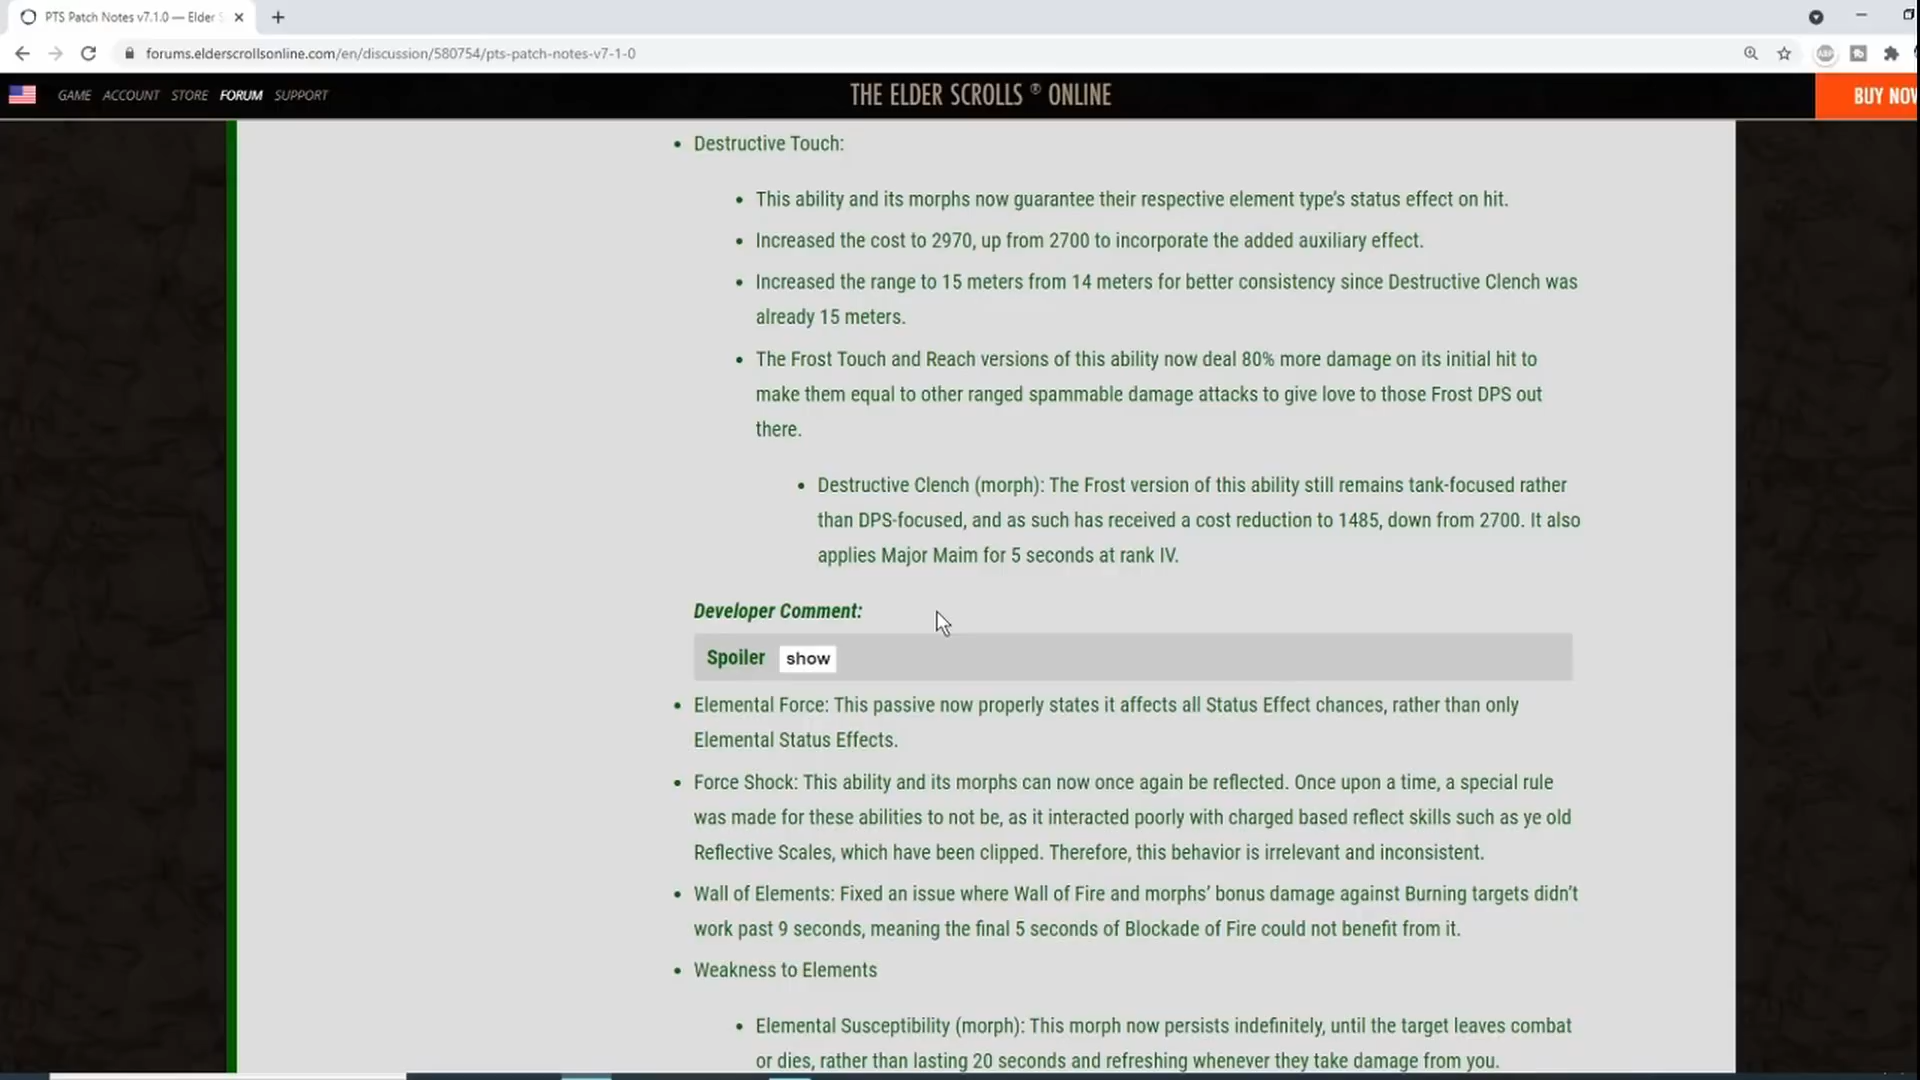 PTS Patch Notes v7.1.0 — Elder S
forums.elderscrollsonline.com/en/discussion/580754/pts-patch-notes-v7-1-0
GAME ACCOUNT STORE FORUM SUPPORT
THE ELDER SCROLLS ® ONLINE
BUY NOW
• Destructive Touch:
• This ability and its morphs now guarantee their respective element type's status effect on hit.
• Increased the cost to 2970, up from 2700 to incorporate the added auxiliary effect.
• Increased the range to 15 meters from 14 meters for better consistency since Destructive Clench was
already 15 meters.
• The Frost Touch and Reach versions of this ability now deal 80% more damage on its initial hit to
make them equal to other ranged spammable damage attacks to give love to those Frost DPS out
there.
• Destructive Clench (morph): The Frost version of this ability still remains tank-focused rather
than DPS-focused, and as such has received a cost reduction to 1485, down from 2700. It also
applies Major Maim for 5 seconds at rank IV.
Developer Comment:
Spoiler show
• Elemental Force: This passive now properly states it affects all Status Effect chances, rather than only
Elemental Status Effects.
• Force Shock: This ability and its morphs can now once again be reflected. Once upon a time, a special rule
was made for these abilities to not be, as it interacted poorly with charged based reflect skills such as ye old
Reflective Scales, which have been clipped. Therefore, this behavior is irrelevant and inconsistent.
• Wall of Elements: Fixed an issue where Wall of Fire and morphs' bonus damage against Burning targets didn't
work past 9 seconds, meaning the final 5 seconds of Blockade of Fire could not benefit from it.
• Weakness to Elements
• Elemental Susceptibility (morph): This morph now persists indefinitely, until the target leaves combat
or dies, rather than lasting 20 seconds and refreshing whenever they take damage from you.